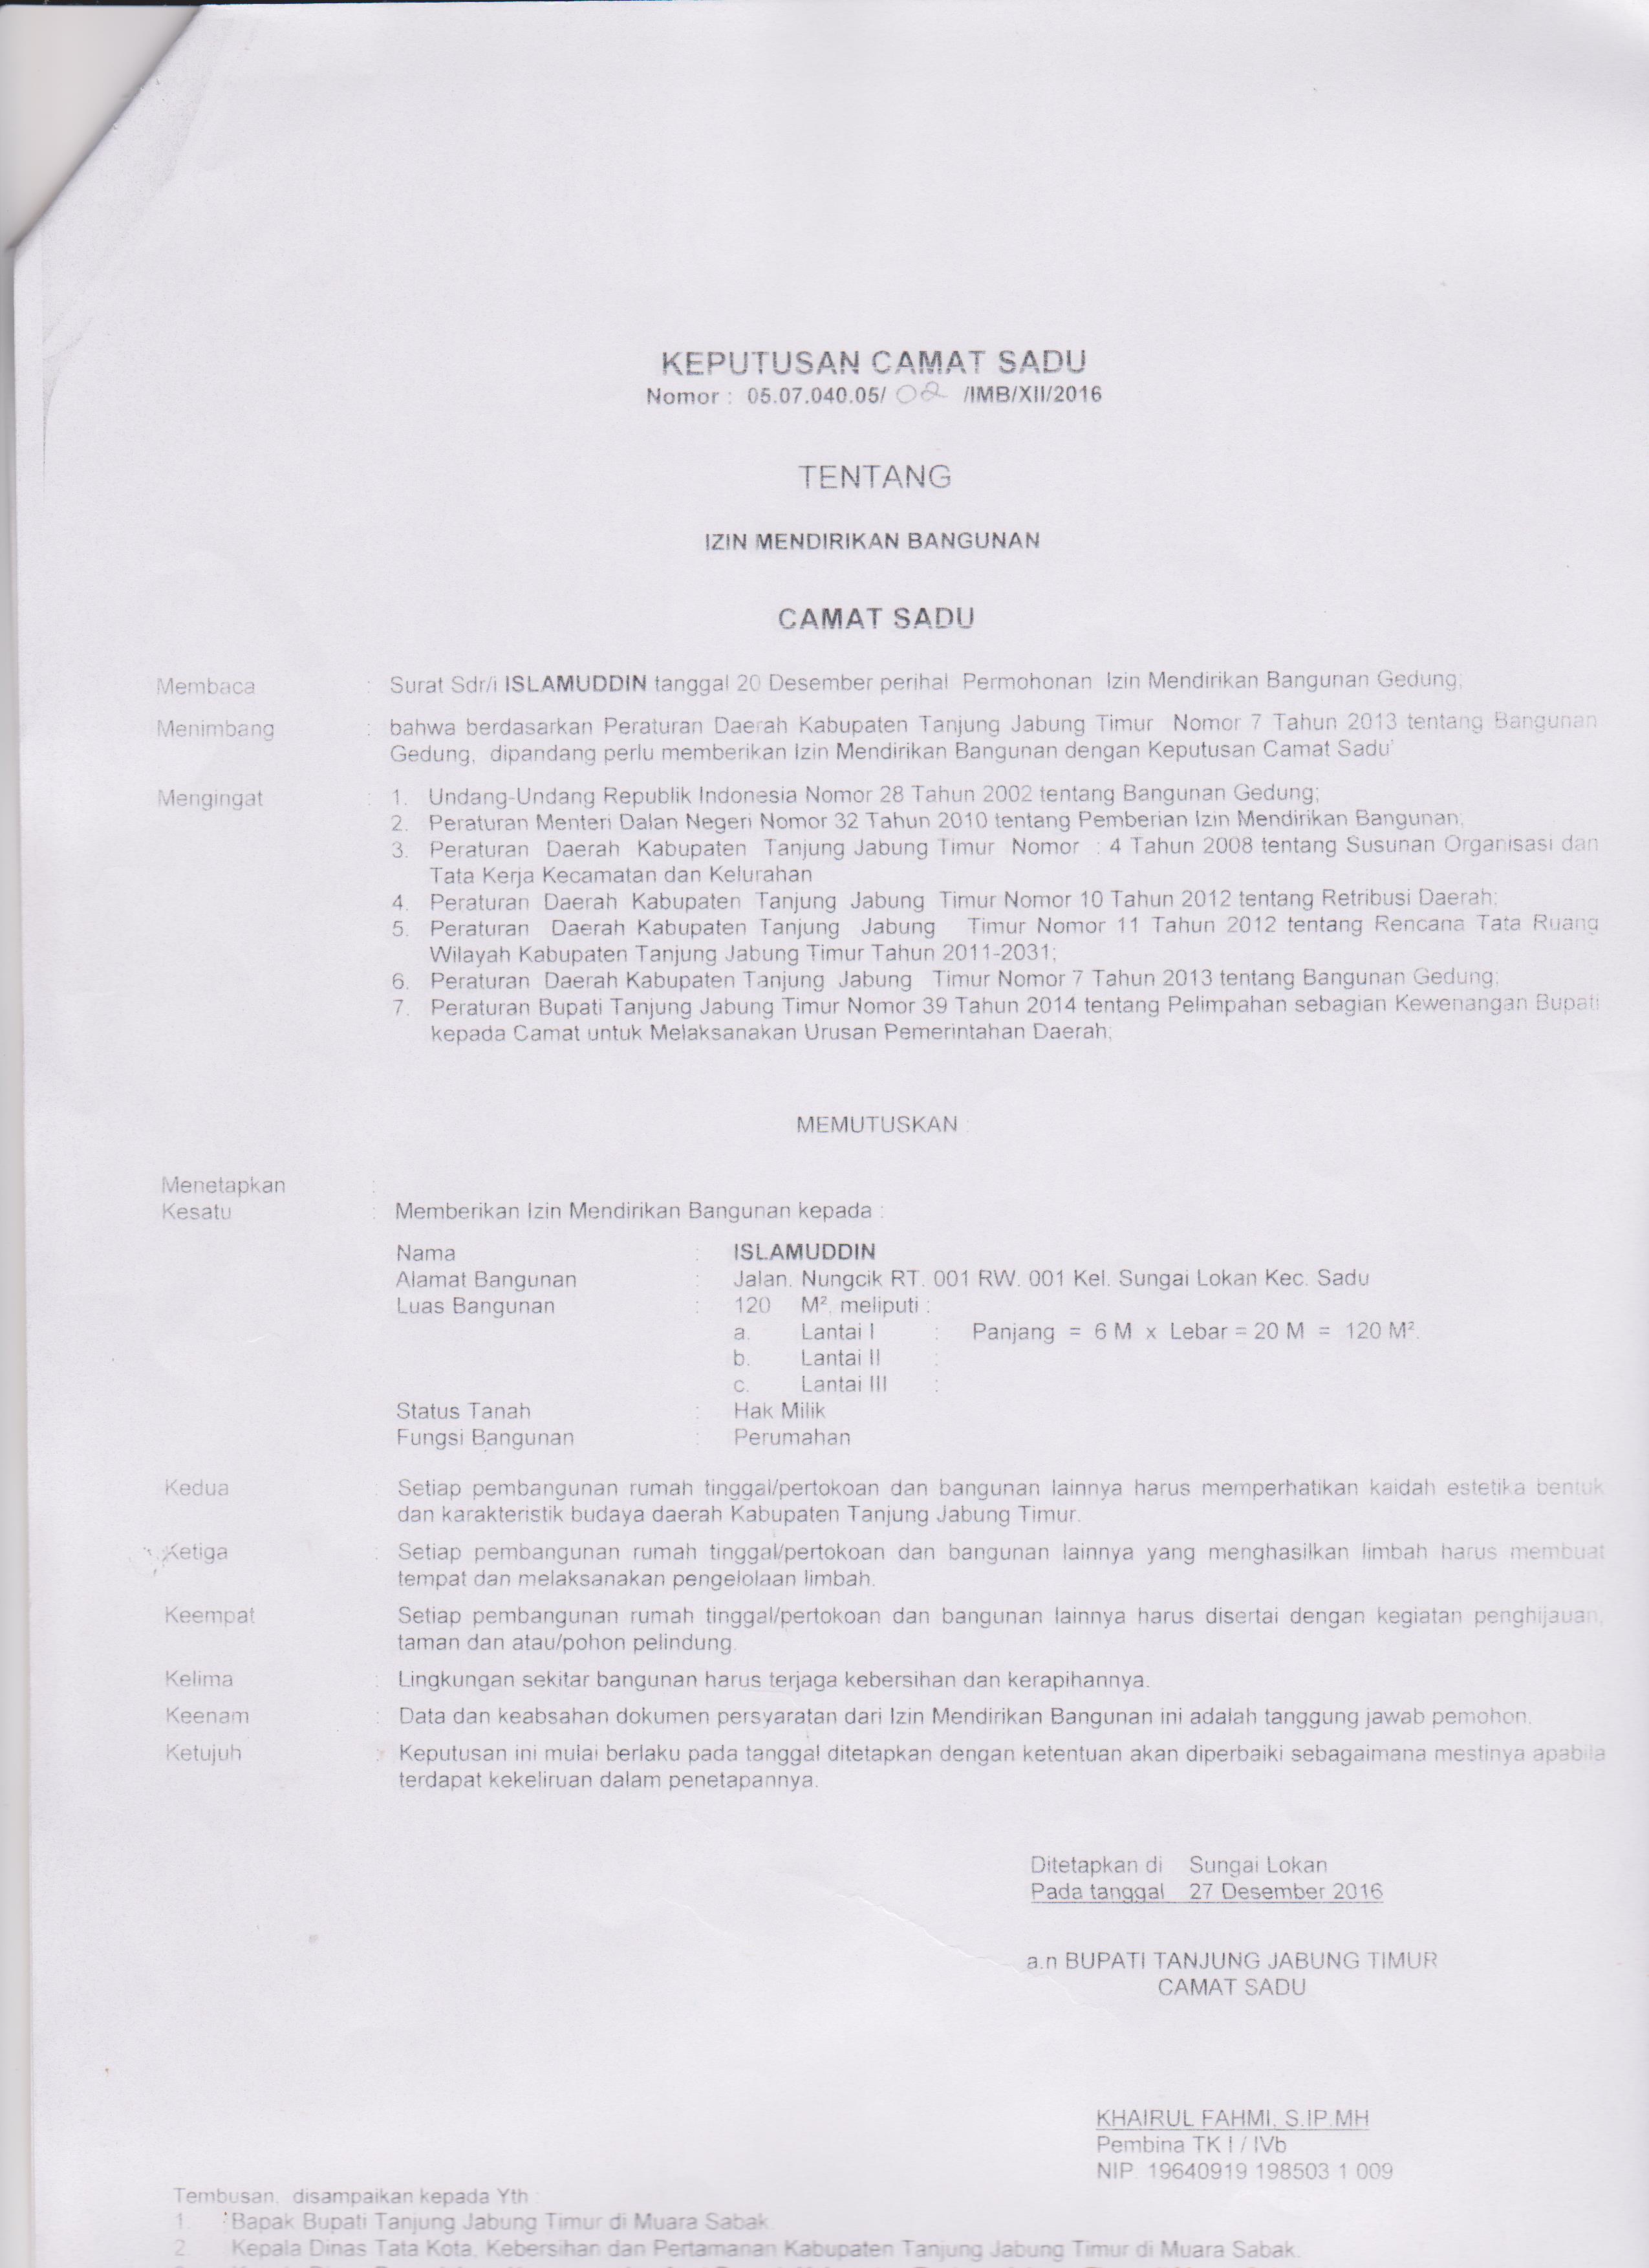 KEPUTUSAN CAMAT SADU
Nomor : 05.07.040.05/ 02 /IMB/XII/2016
TENTANG
IZIN MENDIRIKAN BANGUNAN
CAMAT SADU
Membaca : Surat Sdr/i ISLAMUDDIN tanggal 20 Desember perihal Permohonan Izin Mendirikan Bangunan Gedung;
Menimbang : bahwa berdasarkan Peraturan Daerah Kabupaten Tanjung Jabung Timur Nomor 7 Tahun 2013 tentang Bangunan
Gedung, dipandang perlu memberikan Izin Mendirikan Bangunan dengan Keputusan Camat Sadu'
Mengingat : 1. Undang-Undang Republik Indonesia Nomor 28 Tahun 2002 tentang Bangunan Gedung;
2. Peraturan Menteri Dalan Negeri Nomor 32 Tahun 2010 tentang Pemberian Izin Mendirikan Bangunan;
3. Peraturan Daerah Kabupaten Tanjung Jabung Timur Nomor : 4 Tahun 2008 tentang Susunan Organisasi dan
Tata Kerja Kecamatan dan Kelurahan
4. Peraturan Daerah Kabupaten Tanjung Jabung Timur Nomor 10 Tahun 2012 tentang Retribusi Daerah;
5. Peraturan Daerah Kabupaten Tanjung Jabung Timur Nomor 11 Tahun 2012 tentang Rencana Tata Ruang
Wilayah Kabupaten Tanjung Jabung Timur Tahun 2011-2031;
6. Peraturan Daerah Kabupaten Tanjung Jabung Timur Nomor 7 Tahun 2013 tentang Bangunan Gedung;
7. Peraturan Bupati Tanjung Jabung Timur Nomor 39 Tahun 2014 tentang Pelimpahan sebagian Kewenangan Bupati
kepada Camat untuk Melaksanakan Urusan Pemerintahan Daerah;
MEMUTUSKAN :
Menetapkan :
Kesatu : Memberikan Izin Mendirikan Bangunan kepada :
Nama : ISLAMUDDIN
Alamat Bangunan : Jalan. Nungcik RT. 001 RW. 001 Kel. Sungai Lokan Kec. Sadu
Luas Bangunan : 120 M², meliputi :
a. Lantai I : Panjang = 6 M x Lebar = 20 M = 120 M².
b. Lantai II :
c. Lantai III :
Status Tanah : Hak Milik
Fungsi Bangunan : Perumahan
Kedua : Setiap pembangunan rumah tinggal/pertokoan dan bangunan lainnya harus memperhatikan kaidah estetika bentuk
dan karakteristik budaya daerah Kabupaten Tanjung Jabung Timur.
Ketiga : Setiap pembangunan rumah tinggal/pertokoan dan bangunan lainnya yang menghasilkan limbah harus membuat
tempat dan melaksanakan pengelolaan limbah.
Keempat : Setiap pembangunan rumah tinggal/pertokoan dan bangunan lainnya harus disertai dengan kegiatan penghijauan,
taman dan atau/pohon pelindung.
Kelima : Lingkungan sekitar bangunan harus terjaga kebersihan dan kerapihannya.
Keenam : Data dan keabsahan dokumen persyaratan dari Izin Mendirikan Bangunan ini adalah tanggung jawab pemohon.
Ketujuh : Keputusan ini mulai berlaku pada tanggal ditetapkan dengan ketentuan akan diperbaiki sebagaimana mestinya apabila
terdapat kekeliruan dalam penetapannya.
Ditetapkan di Sungai Lokan
Pada tanggal 27 Desember 2016
a.n BUPATI TANJUNG JABUNG TIMUR
CAMAT SADU
KHAIRUL FAHMI, S.IP.MH
Pembina TK I / IVb
NIP. 19640919 198503 1 009
Tembusan, disampaikan kepada Yth :
1. Bapak Bupati Tanjung Jabung Timur di Muara Sabak.
2. Kepala Dinas Tata Kota, Kebersihan dan Pertamanan Kabupaten Tanjung Jabung Timur di Muara Sabak.